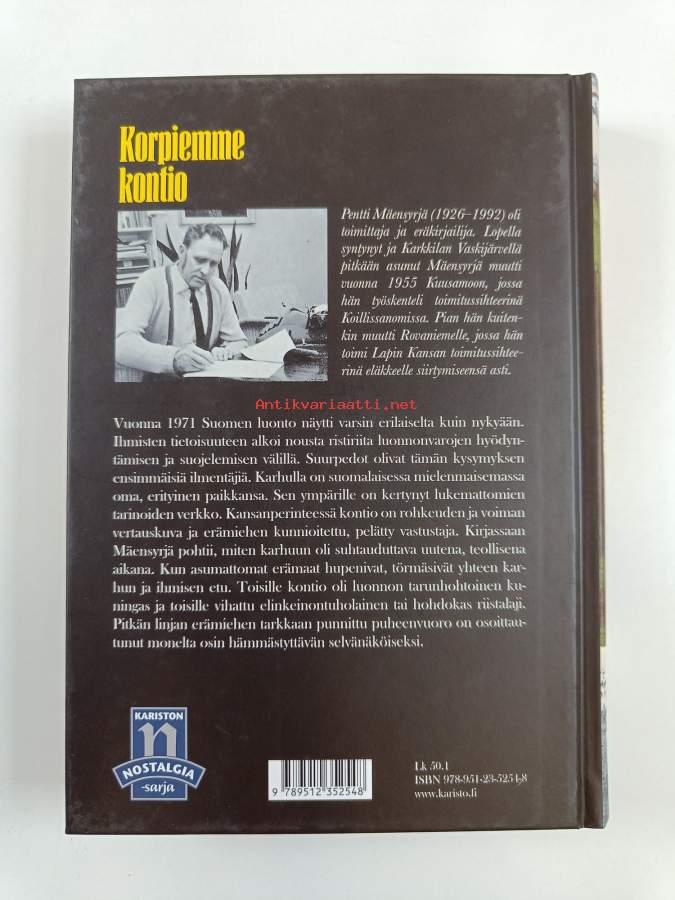 Korpiemme
kontio
Pentti Mäensyrjä (1926–1992) oli
toimittaja ja eräkirjailija. Lopella
syntynyt ja Karkkilan Vaskijärvellä
pitkään asunut Mäensyrjä muutti
vuonna 1955 Kuusamoon, jossa
hän työskenteli toimitussihteerinä
Koillissanomissa. Pian hän kuiten-
kin muutti Rovaniemelle, jossa hän
toimi Lapin Kansan toimitussihtee-
rinä eläkkeelle siirtymiseensä asti.
Antikvariaatti.net
Vuonna 1971 Suomen luonto näytti varsin erilaiselta kuin nykyään.
Ihmisten tietoisuuteen alkoi nousta ristiriita luonnonvarojen hyödyn-
tämisen ja suojelemisen välillä. Suurpedot olivat tämän kysymyksen
ensimmäisiä ilmentäjiä. Karhulla on suomalaisessa mielenmaisemassa
oma, erityinen paikkansa. Sen ympärille on kertynyt lukemattomien
tarinoiden verkko. Kansanperinteessä kontio on rohkeuden ja voiman
vertauskuva ja erämiehen kunnioitettu, pelätty vastustaja. Kirjassaan
Mäensyrjä pohtii, miten karhuun oli suhtauduttava uutena, teollisena
aikana. Kun asumattomat erämaat hupenivat, törmäsivät yhteen kar-
hun ja ihmisen etu. Toisille kontio oli luonnon tarunhohtoinen ku-
ningas ja toisille vihattu elinkeinontuholainen tai hohdokas riistalaji.
Pitkän linjan erämiehen tarkkaan punnittu puheenvuoro on osoittau-
tunut monelta osin hämmästyttävän selvänäköiseksi.
KARISTON
n
NOSTALGIA
-sarja
9 789512 352548
Lk 50.1
ISBN 978-951-23-5254-8
www.karisto.fi